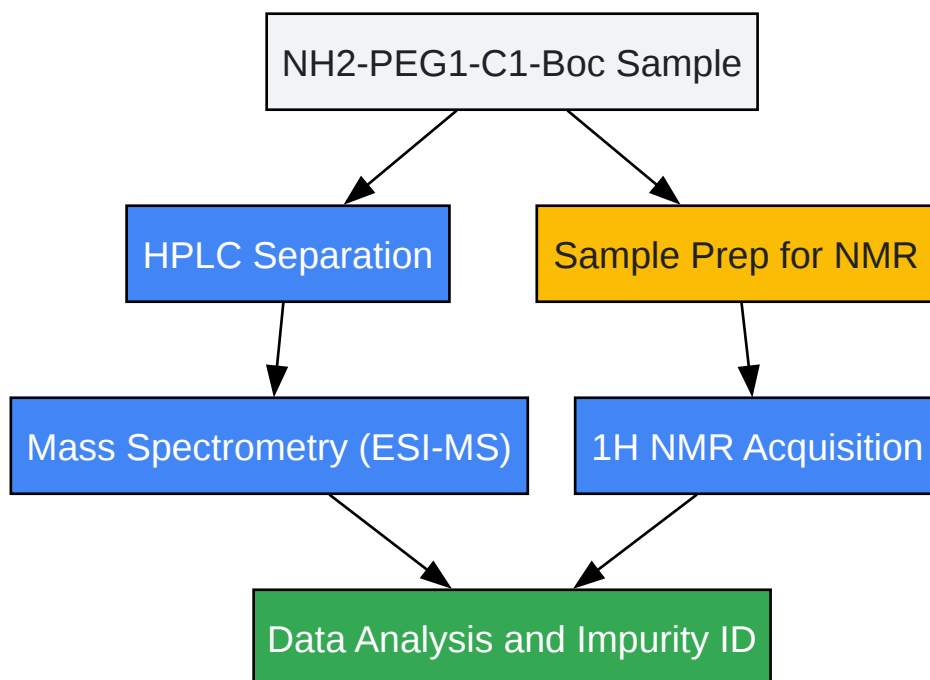 NH2-PEG1-C1-Boc Sample
HPLC Separation
Sample Prep for NMR
Mass Spectrometry (ESI-MS)
1H NMR Acquisition
Data Analysis and Impurity ID